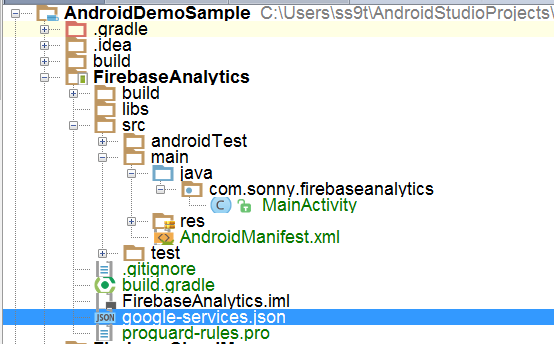 AndroidDemoSample C:\Users\ss9t\AndroidStudioProjects\
.gradle
.idea
build
FirebaseAnalytics
build
libs
src
androidTest
main
java
com.sonny.firebaseanalytics
C MainActivity
res
AndroidManifest.xml
test
.gitignore
build.gradle
FirebaseAnalytics.iml
JSON google-services.json
proguard-rules.pro